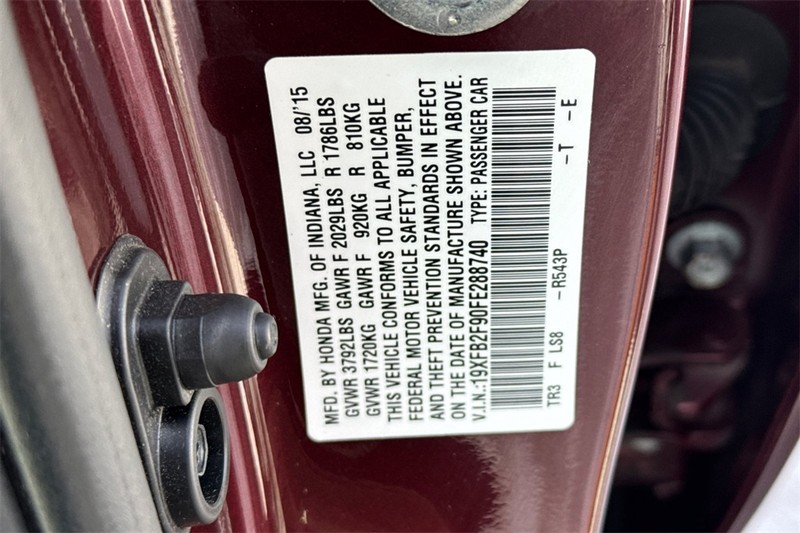 MFD. BY HONDA MFG. OF INDIANA, LLC 08/'15
GVWR 3792LBS GAWR F 2029LBS R 1786LBS
GVWR 1720KG GAWR F 920KG R 810KG
THIS VEHICLE CONFORMS TO ALL APPLICABLE
FEDERAL MOTOR VEHICLE SAFETY, BUMPER,
AND THEFT PREVENTION STANDARDS IN EFFECT
ON THE DATE OF MANUFACTURE SHOWN ABOVE.
V.I.N.:19XFB2F90FE288740 TYPE: PASSENGER CAR
TR3 F LS8 -R543P -T -E